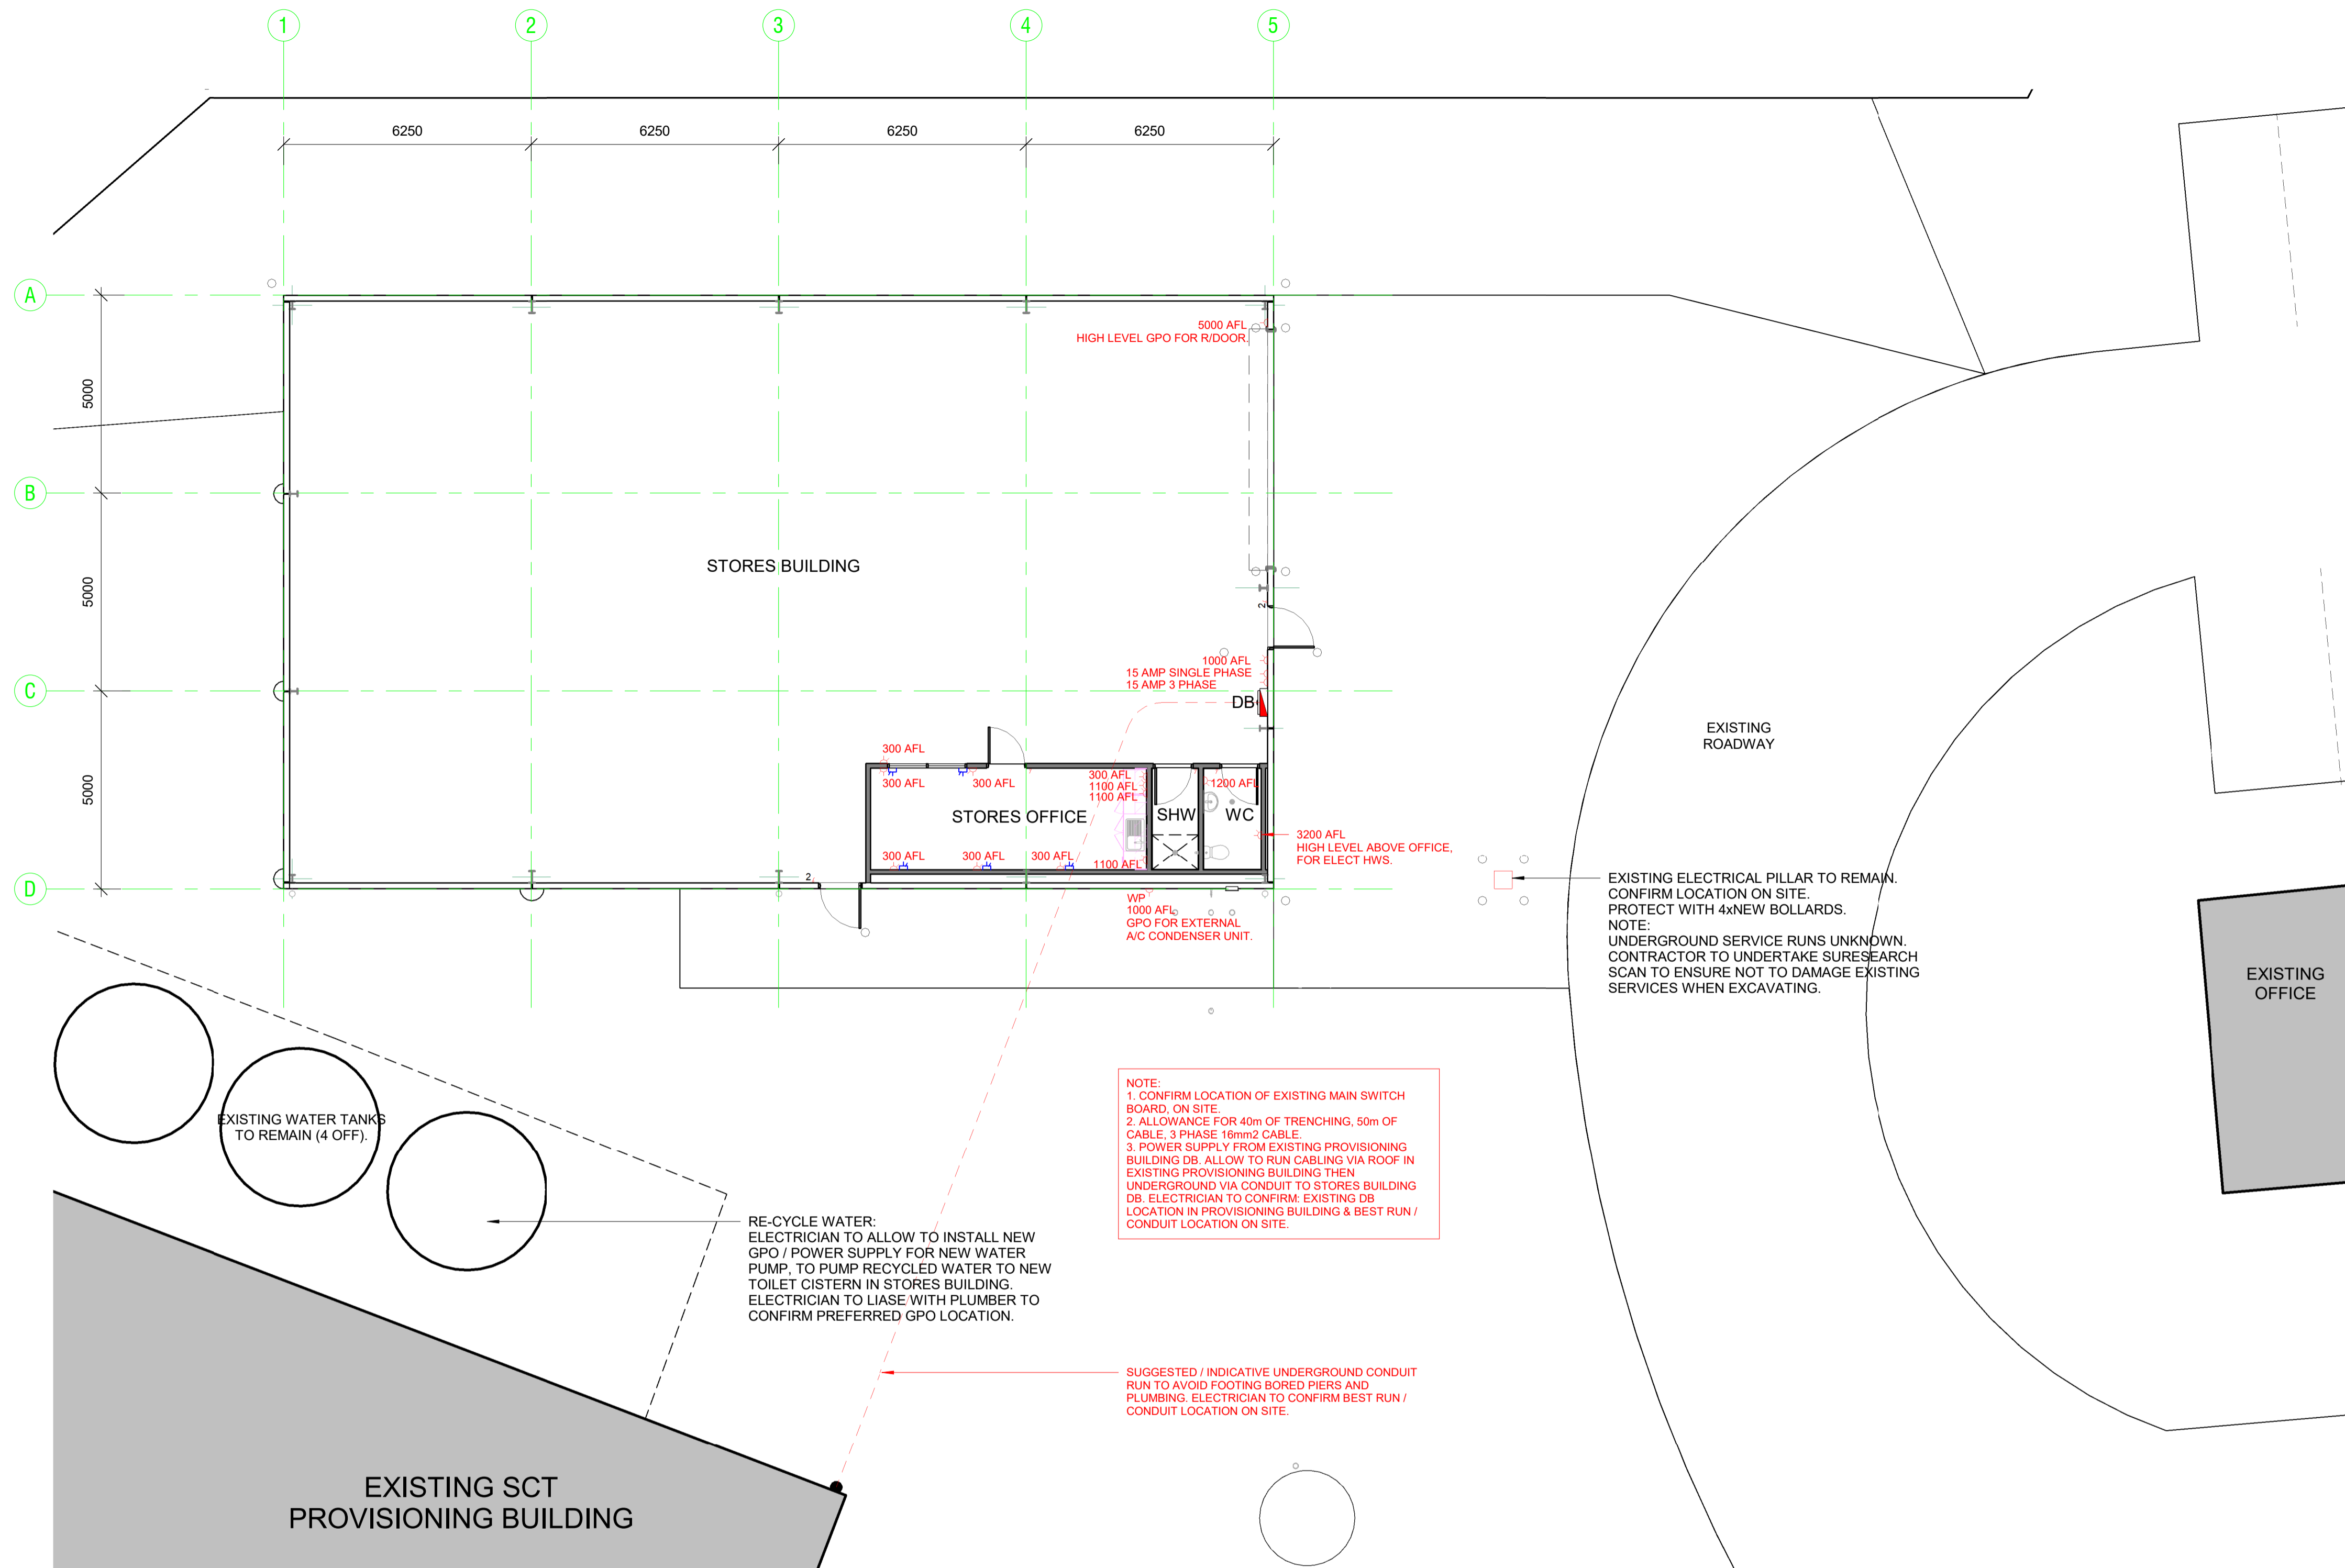 1
2
3
4
5
6250
6250
6250
6250
A
B
C
D
5000
5000
5000
5000 AFL
HIGH LEVEL GPO FOR R/DOOR.
STORES BUILDING
2
1000 AFL
15 AMP SINGLE PHASE
15 AMP 3 PHASE
DB
300 AFL
300 AFL
300 AFL
300 AFL
1100 AFL
1100 AFL
1200 AFL
STORES OFFICE
SHW
WC
300 AFL
300 AFL
300 AFL
1100 AFL
2
3200 AFL
HIGH LEVEL ABOVE OFFICE,
FOR ELECT HWS.
WP
1000 AFL
GPO FOR EXTERNAL
A/C CONDENSER UNIT.
EXISTING
ROADWAY
EXISTING ELECTRICAL PILLAR TO REMAIN.
CONFIRM LOCATION ON SITE.
PROTECT WITH 4xNEW BOLLARDS.
NOTE:
UNDERGROUND SERVICE RUNS UNKNOWN.
CONTRACTOR TO UNDERTAKE SURESEARCH
SCAN TO ENSURE NOT TO DAMAGE EXISTING
SERVICES WHEN EXCAVATING.
EXISTING
OFFICE
EXISTING WATER TANKS
TO REMAIN (4 OFF).
NOTE:
1. CONFIRM LOCATION OF EXISTING MAIN SWITCH
BOARD, ON SITE.
2. ALLOWANCE FOR 40m OF TRENCHING, 50m OF
CABLE, 3 PHASE 16mm2 CABLE.
3. POWER SUPPLY FROM EXISTING PROVISIONING
BUILDING DB. ALLOW TO RUN CABLING VIA ROOF IN
EXISTING PROVISIONING BUILDING THEN
UNDERGROUND VIA CONDUIT TO STORES BUILDING
DB. ELECTRICIAN TO CONFIRM: EXISTING DB
LOCATION IN PROVISIONING BUILDING & BEST RUN /
CONDUIT LOCATION ON SITE.
RE-CYCLE WATER:
ELECTRICIAN TO ALLOW TO INSTALL NEW
GPO / POWER SUPPLY FOR NEW WATER
PUMP, TO PUMP RECYCLED WATER TO NEW
TOILET CISTERN IN STORES BUILDING.
ELECTRICIAN TO LIASE WITH PLUMBER TO
CONFIRM PREFERRED GPO LOCATION.
SUGGESTED / INDICATIVE UNDERGROUND CONDUIT
RUN TO AVOID FOOTING BORED PIERS AND
PLUMBING. ELECTRICIAN TO CONFIRM BEST RUN /
CONDUIT LOCATION ON SITE.
EXISTING SCT
PROVISIONING BUILDING